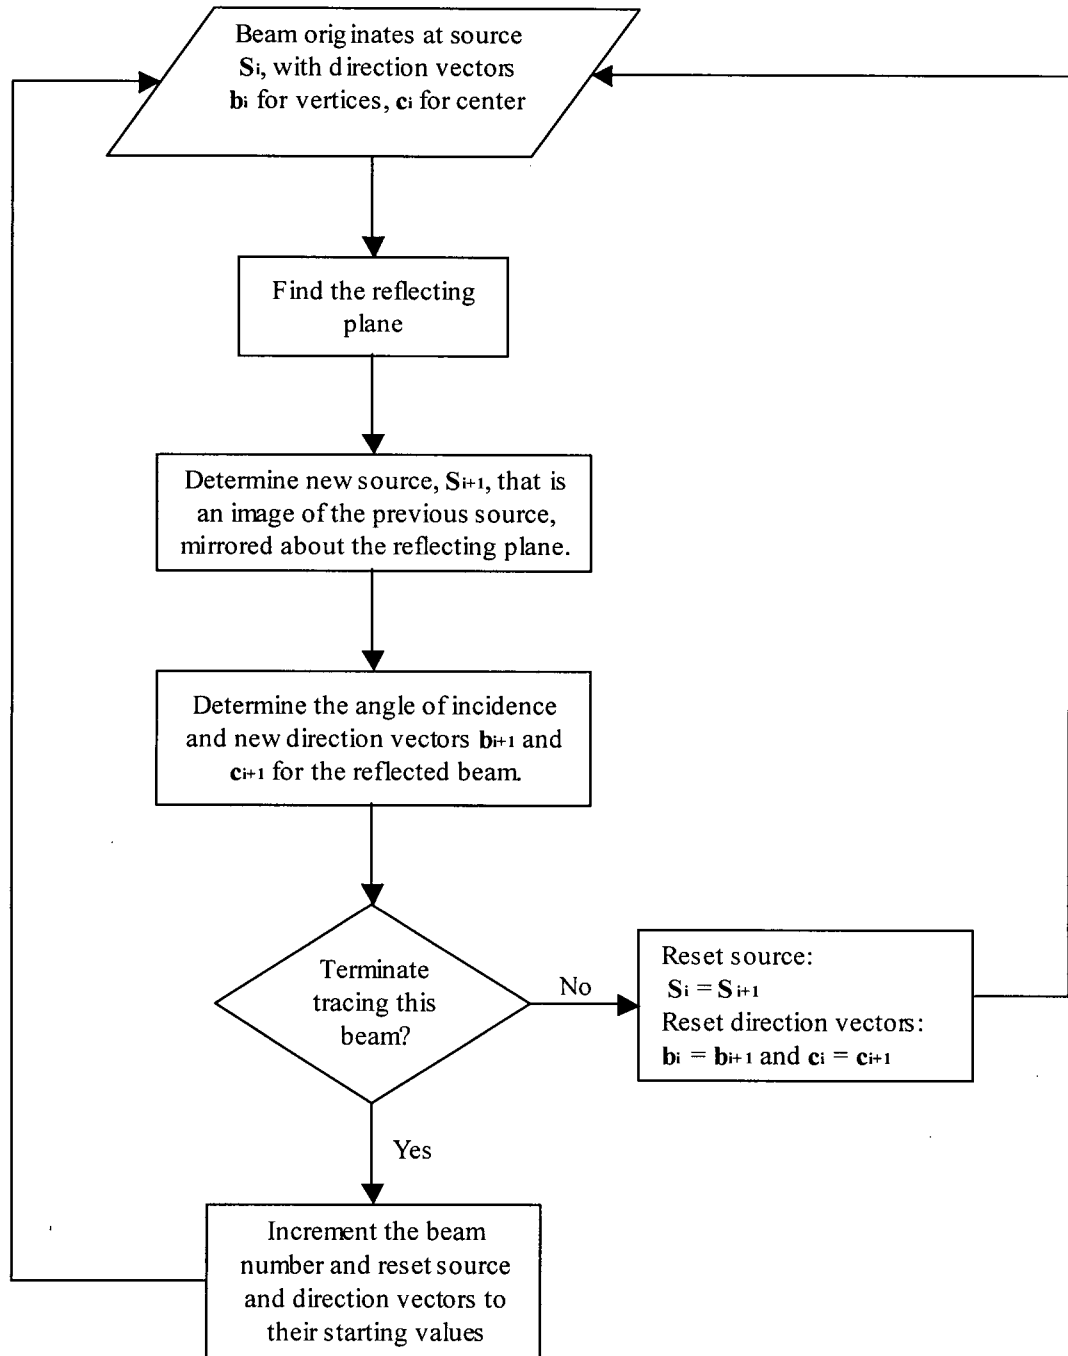 Beam originates at source
Si, with direction vectors
bi for vertices, ci for center
Find the reflecting
plane
Determine new source, Si+1, that is
an image of the previous source,
mirrored about the reflecting plane.
Determine the angle of incidence
and new direction vectors bi+1 and
ci+1 for the reflected beam.
Terminate
tracing this
beam?
No
Reset source:
Si = Si+1
Reset direction vectors:
bi = bi+1 and ci = ci+1
Yes
Increment the beam
number and reset source
and direction vectors to
their starting values